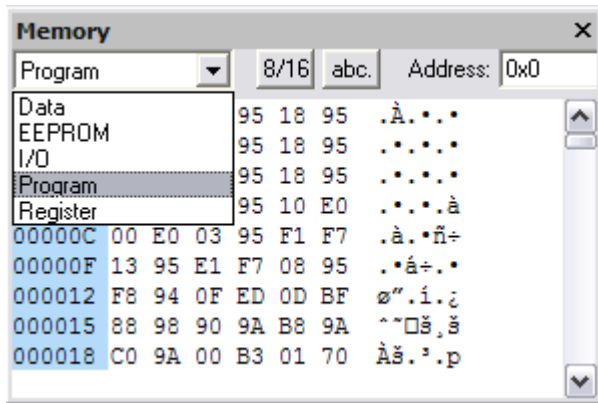 Memory ×
Program 8/16 abc. Address: 0x0
Data 95 18 95 .À.•.•
EEPROM 95 18 95 .•.•.•
I/O 95 18 95 .•.•.•
Program
Register 95 10 E0 .•.•.à
00000C 00 E0 03 95 F1 F7 .à.•ñ÷
00000F 13 95 E1 F7 08 95 .•á÷.•
000012 F8 94 0F ED 0D BF ø”.í.¿
000015 88 98 90 9A B8 9A ˆ˜□š¸š
000018 C0 9A 00 B3 01 70 Àš.³.p